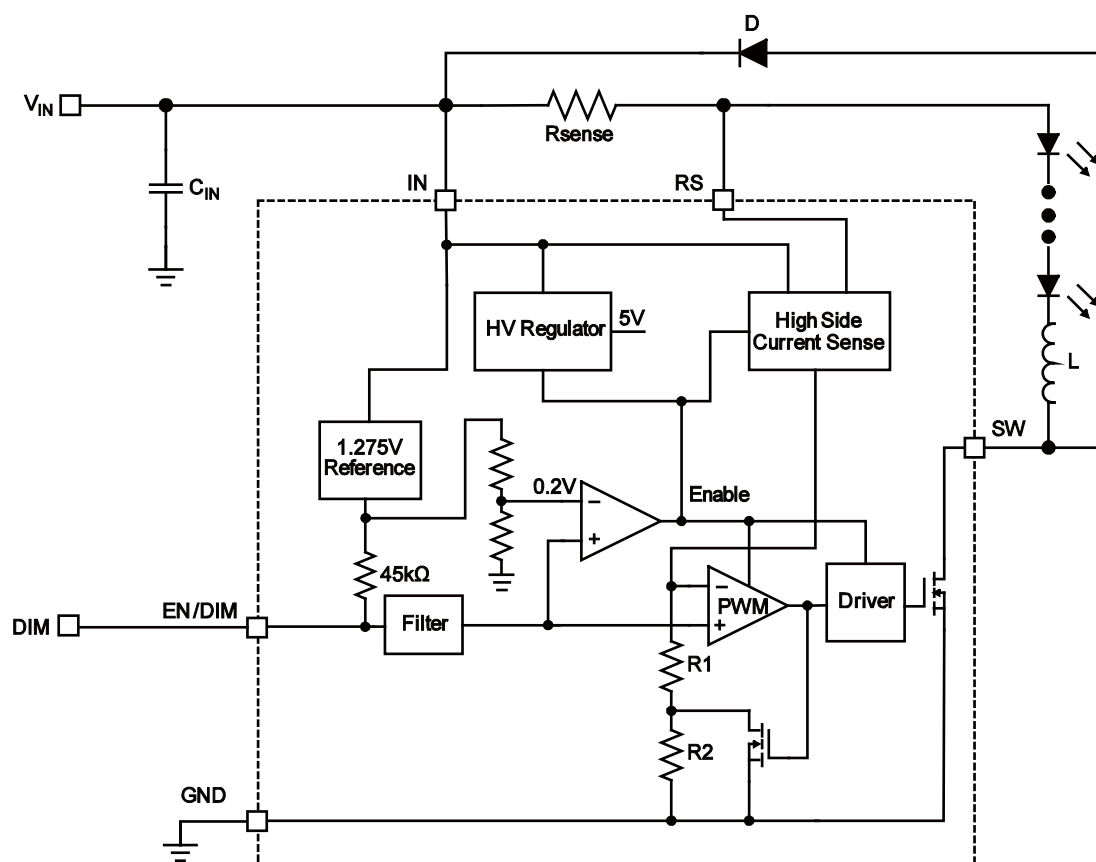 D
VIN
Rsense
CIN
IN
RS
HV Regulator
5V
High Side
Current Sense
L
1.275V
Reference
SW
0.2V
Enable
−
+
45kΩ
EN/DIM
DIM
Filter
−
PWM
+
Driver
R1
R2
GND